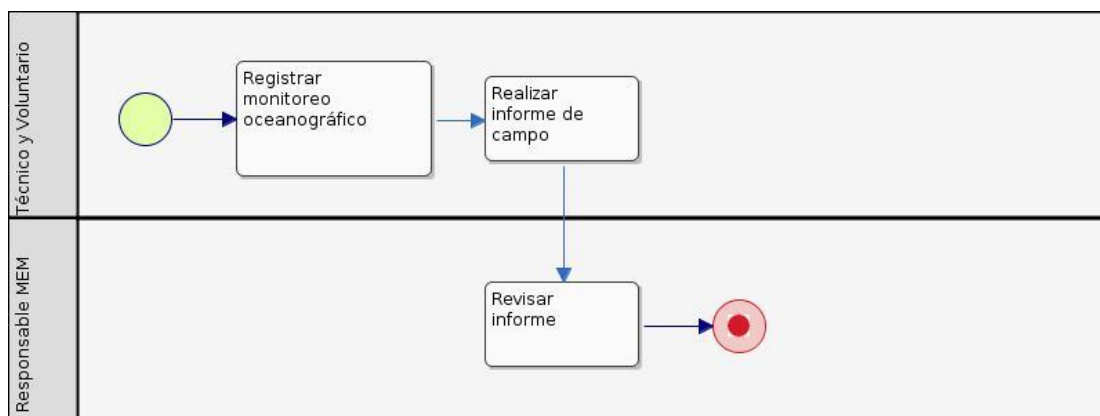 Técnico y Voluntario
Registrar
monitoreo
oceanográfico
Realizar
informe de
campo
Responsable MEM
Revisar
informe